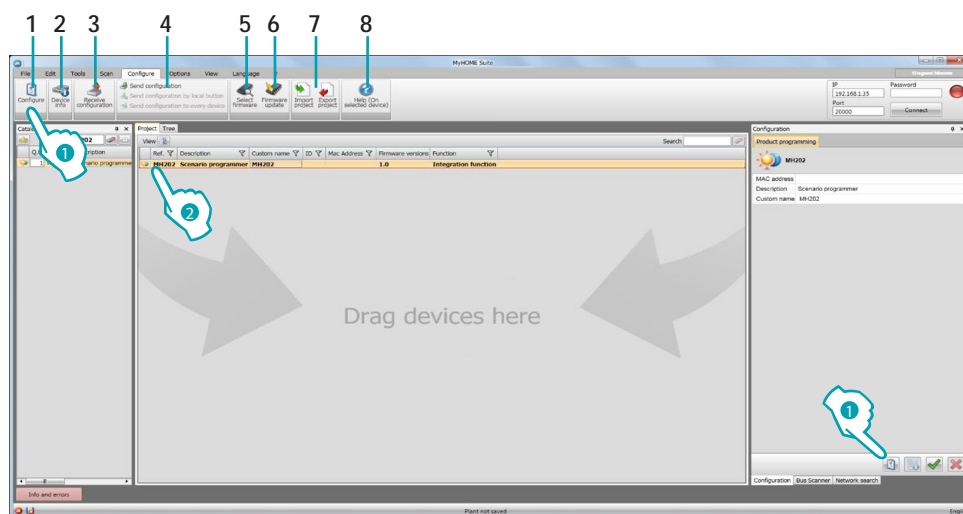 1 2 3 4 5 6 7 8
MyHOME Suite
File Edit Tools Scan Configure Options View Language
Configure
Device info
Receive configuration
Send configuration
Send configuration by local button
Send configuration to every device
Select firmware
Firmware update
Import project
Export project
Help (On selected device)
IP
192.168.1.35
Port
20000
Password
Connect
Project Tree
View
Search
Ref. Description Custom name ID Mac Address Firmware versions Function
MH202 Scenario programmer MH202 1.0 Integration function
1
2
Drag devices here
Configuration
Product programming
MH202
MAC address
Description Scenario programmer
Custom name MH202
1
Configuration Bus Scanner Network search
Info and errors
Plant not saved